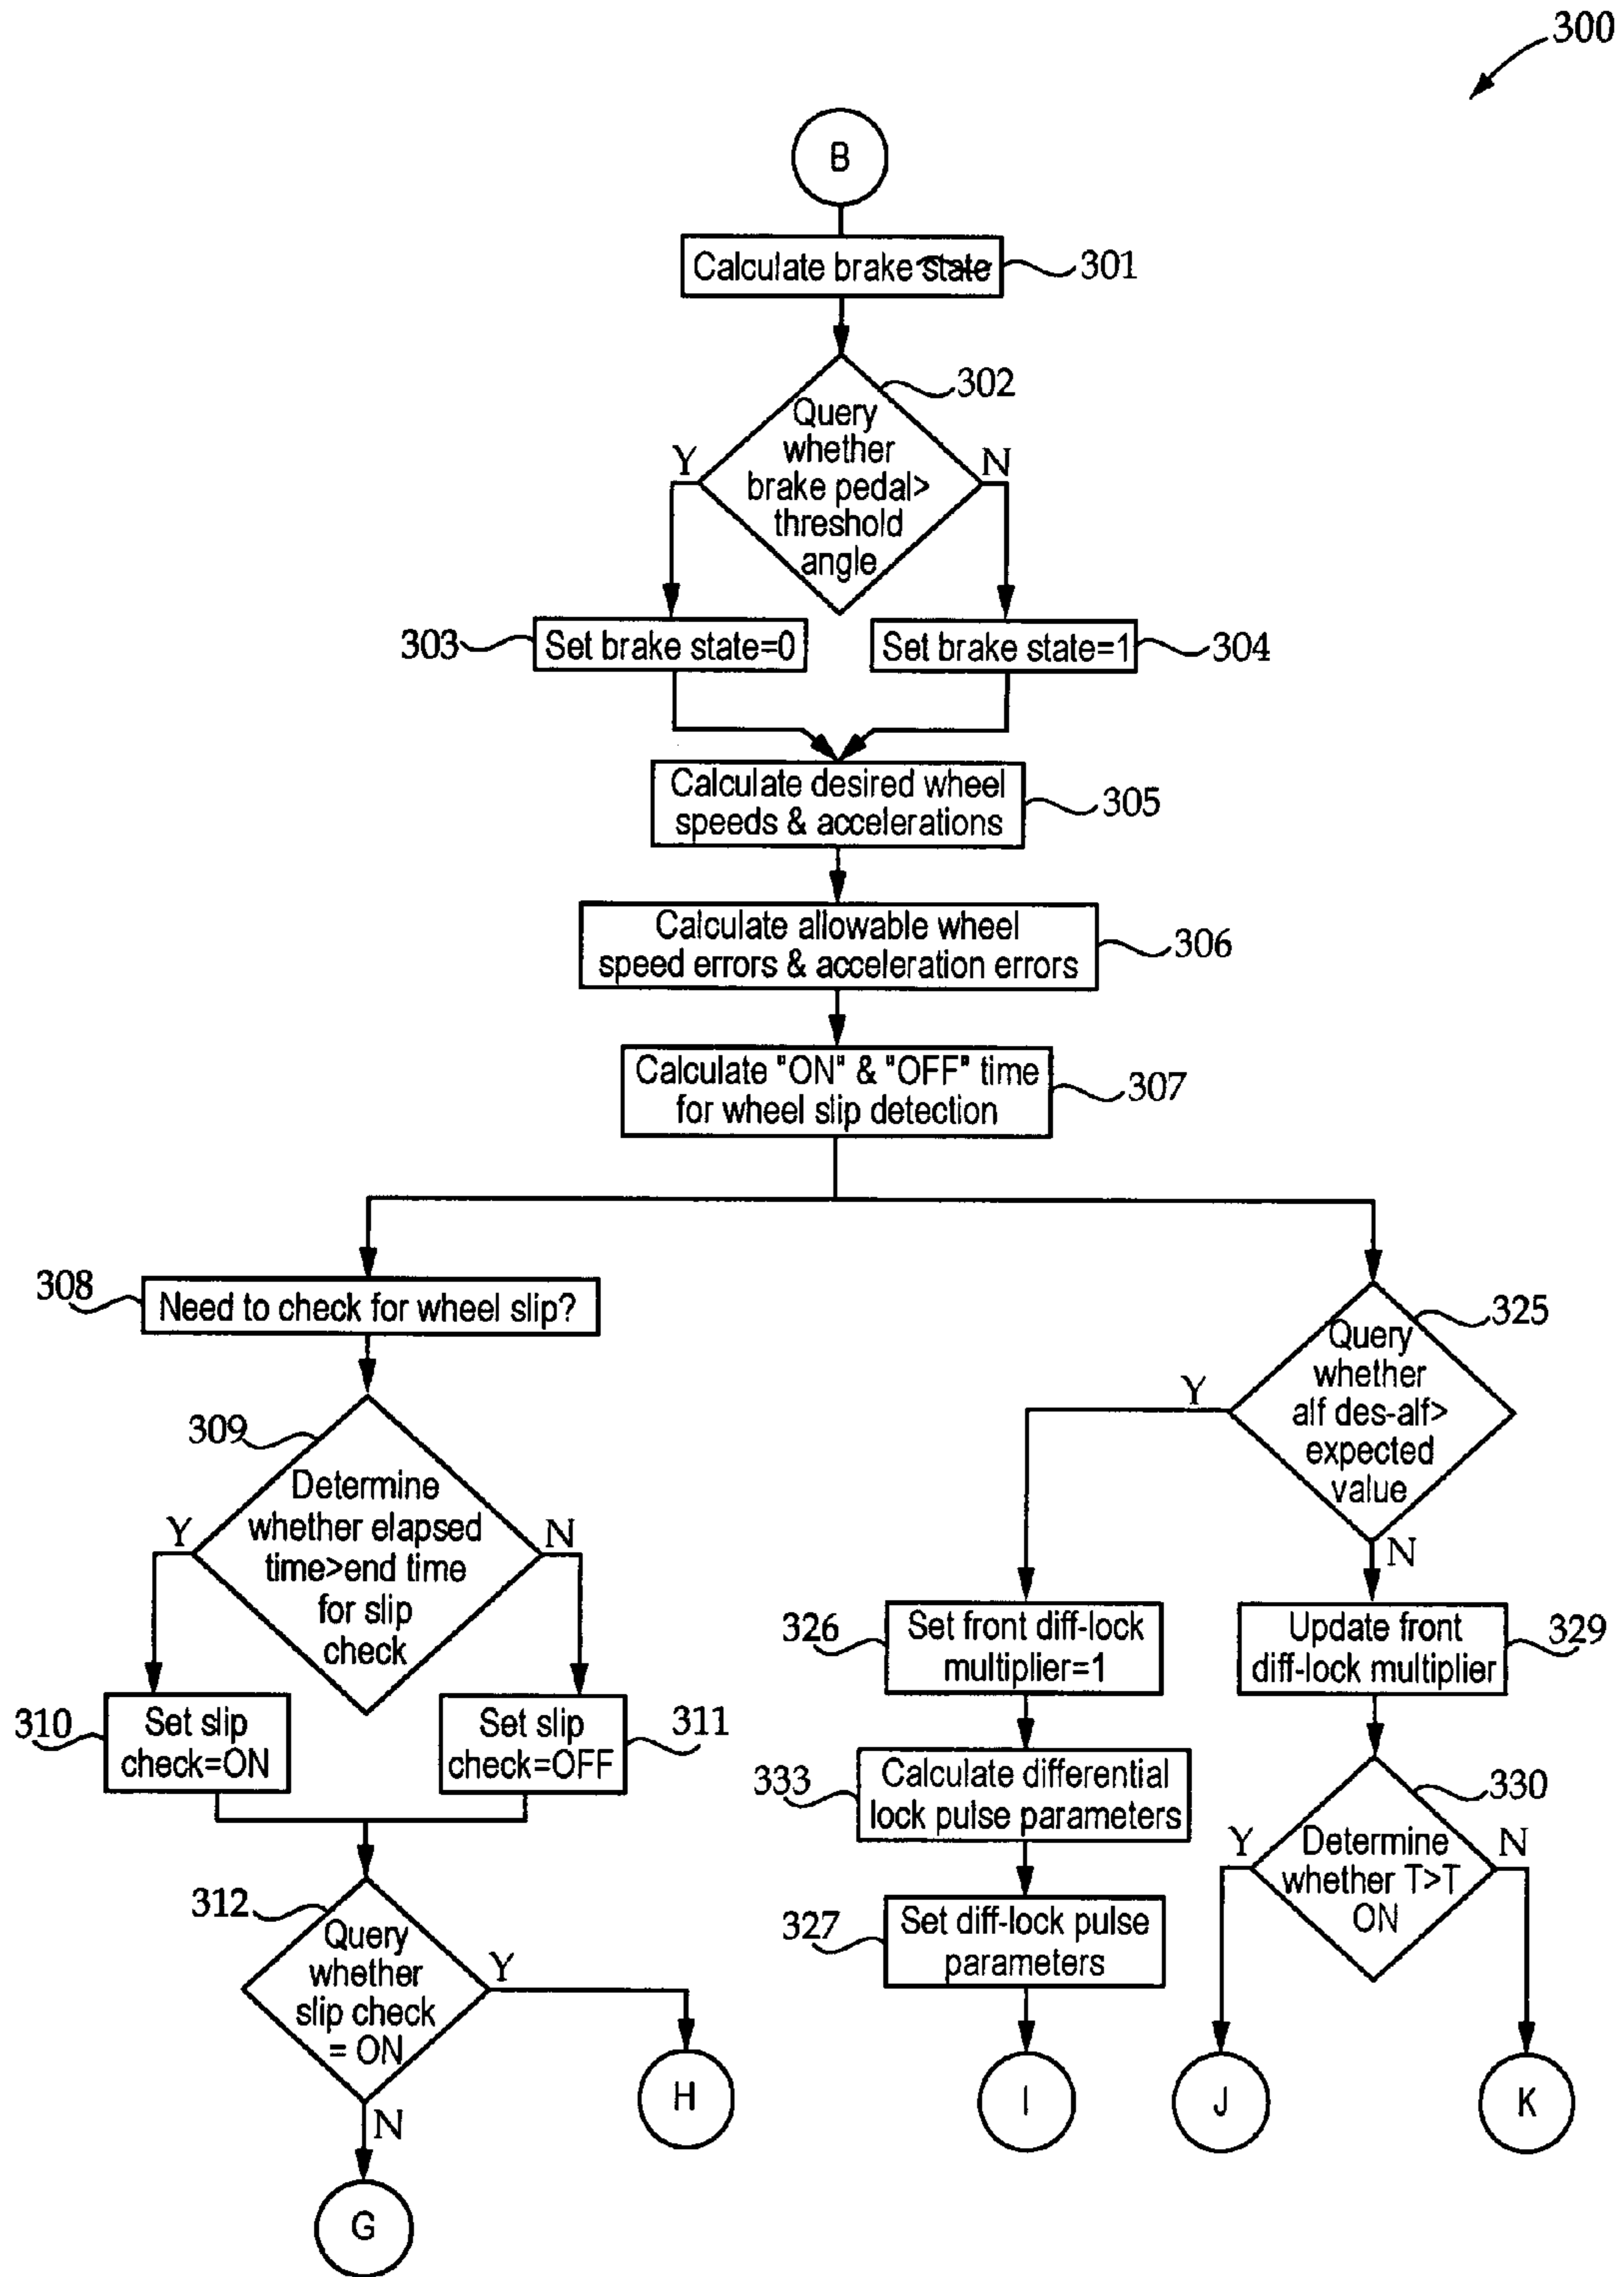 300
B
Calculate brake state
301
302
Query
whether
brake pedal>
threshold
angle
Y
N
303
Set brake state=0
Set brake state=1
304
Calculate desired wheel
speeds & accelerations
305
Calculate allowable wheel
speed errors & acceleration errors
306
Calculate "ON" & "OFF" time
for wheel slip detection
307
308
Need to check for wheel slip?
309
Determine
whether elapsed
time>end time
for slip
check
Y
N
310
Set slip
check=ON
Set slip
check=OFF
311
312
Query
whether
slip check
= ON
Y
N
H
G
325
Query
whether
alf des-alf>
expected
value
Y
N
326
Set front diff-lock
multiplier=1
Update front
diff-lock multiplier
329
333
Calculate differential
lock pulse parameters
327
Set diff-lock pulse
parameters
330
Determine
whether T>T
ON
Y
N
I
J
K